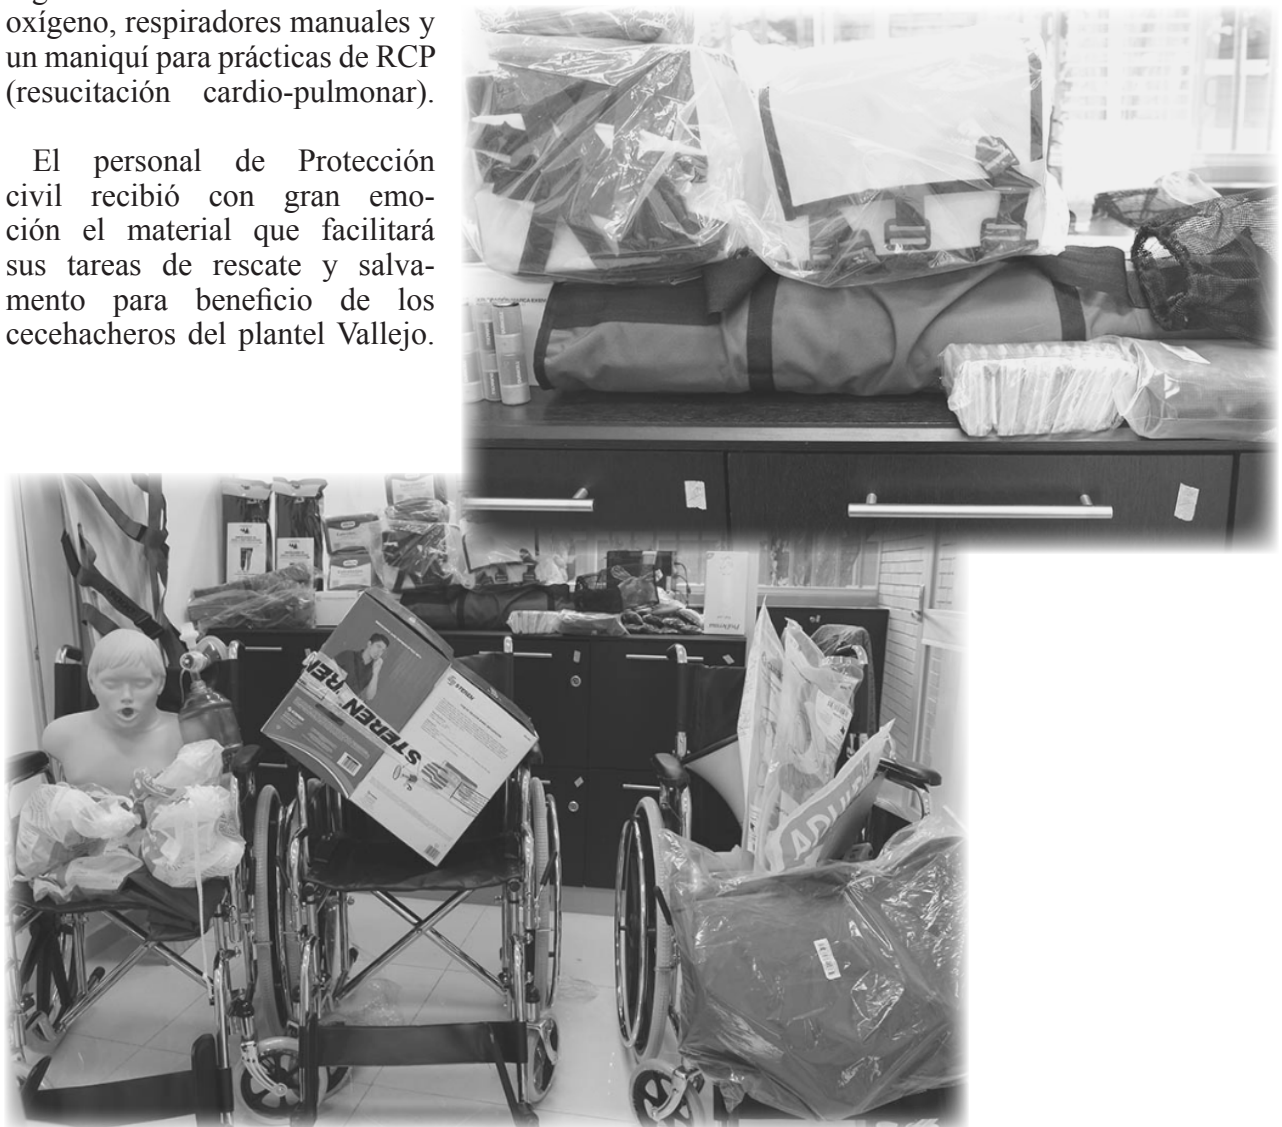 oxígeno, respiradores manuales y
un maniquí para prácticas de RCP
(resucitación cardio-pulmonar).
El personal de Protección
civil recibió con gran emo-
ción el material que facilitará
sus tareas de rescate y salva-
mento para beneficio de los
cecehacheros del plantel Vallejo.
STEREN
STEREN
ADULTO